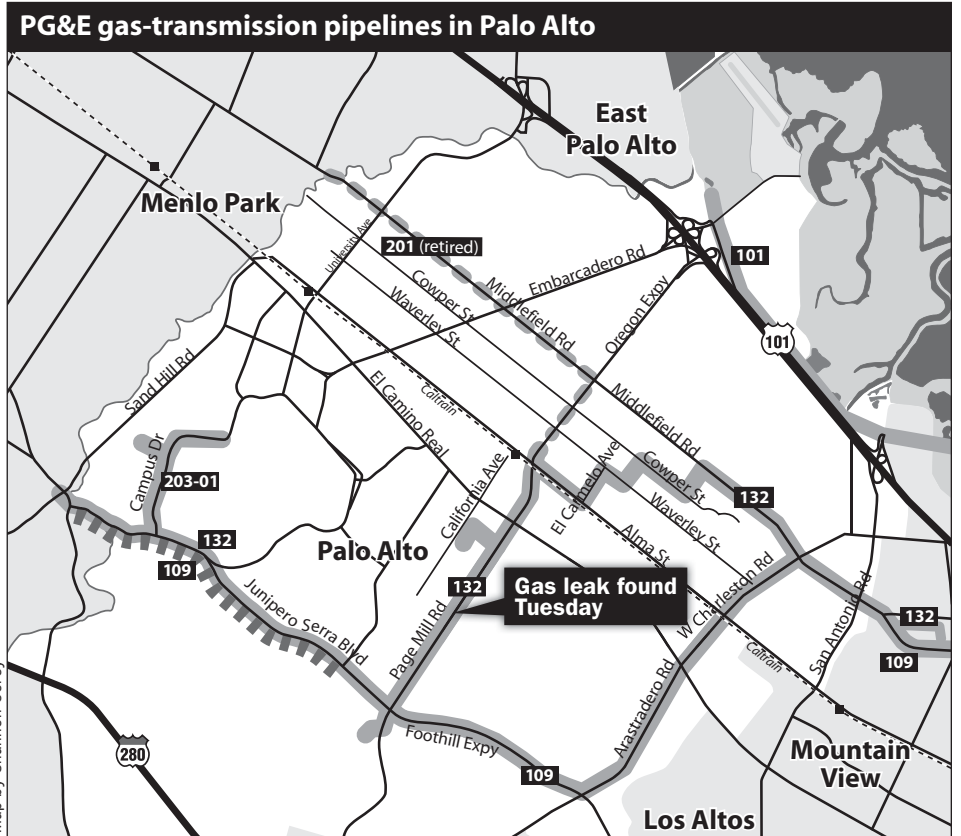 PG&E gas-transmission pipelines in Palo Alto
East
Palo Alto
Menlo Park
University Ave
201 (retired)
101
Embarcadero Rd
Cowper St
Middlefield Rd
Waverley St
Oregon Expy
101
Sand Hill Rd
El Camino Real
Caltrain
Middlefield Rd
Campus Dr
203-01
California Ave
El Carmelo Ave
Cowper St
132
Waverley St
132
109
Palo Alto
Alma St
Junipero Serra Blvd
132
Gas leak found
Tuesday
Page Mill Rd
W Charleston Rd
San Antonio Rd
132
109
Caltrain
Arastradero Rd
Foothill Expy
280
109
Mountain
View
Los Altos